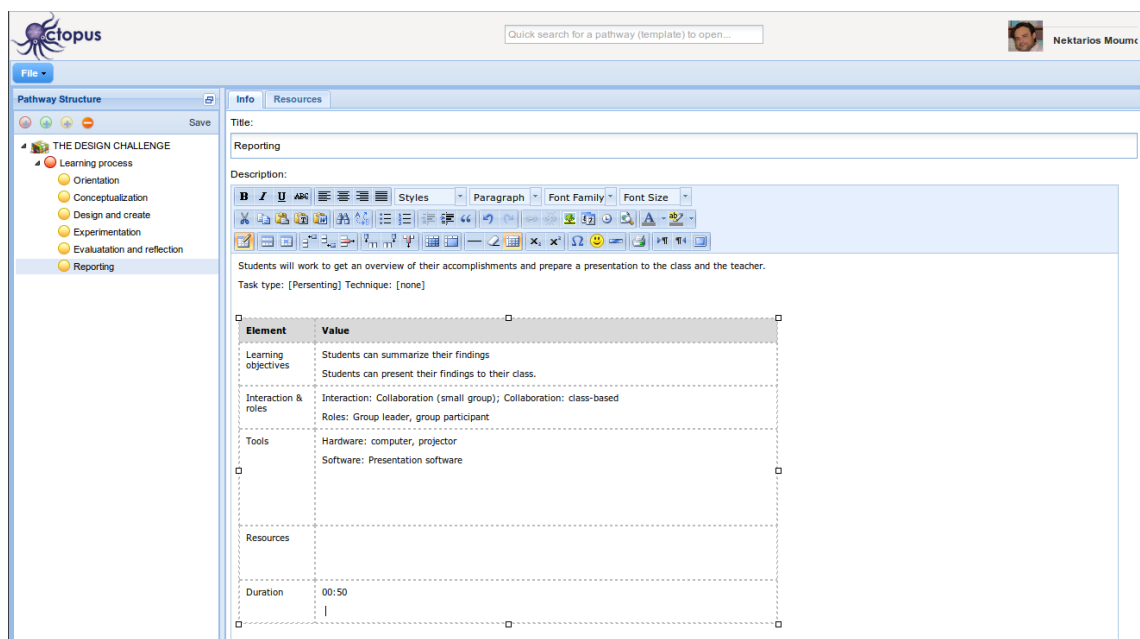 Octopus
Quick search for a pathway (template) to open...
Nektarios Moumo
File
Pathway Structure
Info
Resources
Save
Title:
THE DESIGN CHALLENGE
Reporting
Learning process
Orientation
Description:
Conceptualization
B I U ABC Styles Paragraph Font Family Font Size
Design and create
Experimentation
Evaluatation and reflection
Reporting
Students will work to get an overview of their accomplishments and prepare a presentation to the class and the teacher.
Task type: [Persenting] Technique: [none]
Element
Value
Learning objectives
Students can summarize their findings
Students can present their findings to their class.
Interaction & roles
Interaction: Collaboration (small group); Collaboration: class-based
Roles: Group leader, group participant
Tools
Hardware: computer, projector
Software: Presentation software
Resources
Duration
00:50